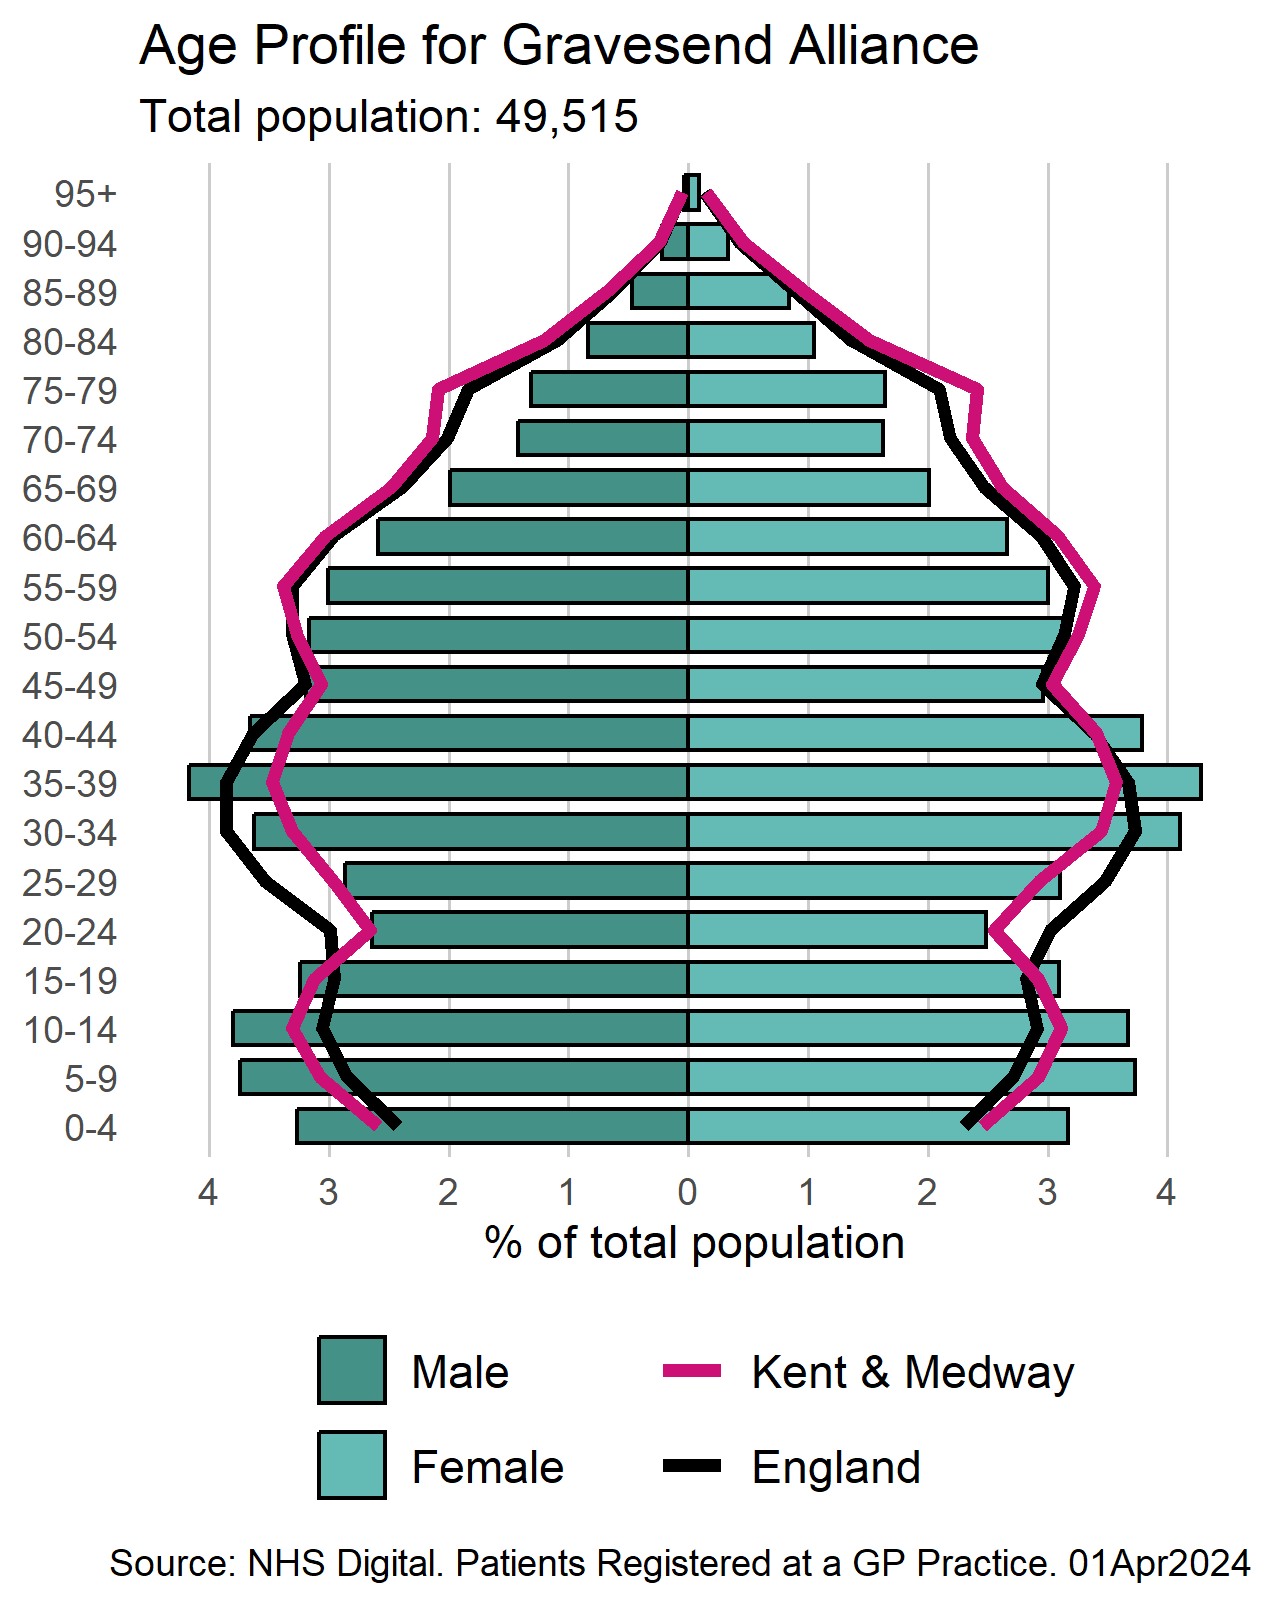 Age Profile for Gravesend Alliance
Total population: 49,515
95+
90-94
85-89
80-84
75-79
70-74
65-69
60-64
55-59
50-54
45-49
40-44
35-39
30-34
25-29
20-24
15-19
10-14
5-9
0-4
4 3 2 1 0 1 2 3 4
% of total population
Male Kent & Medway
Female England
Source: NHS Digital. Patients Registered at a GP Practice. 01Apr2024